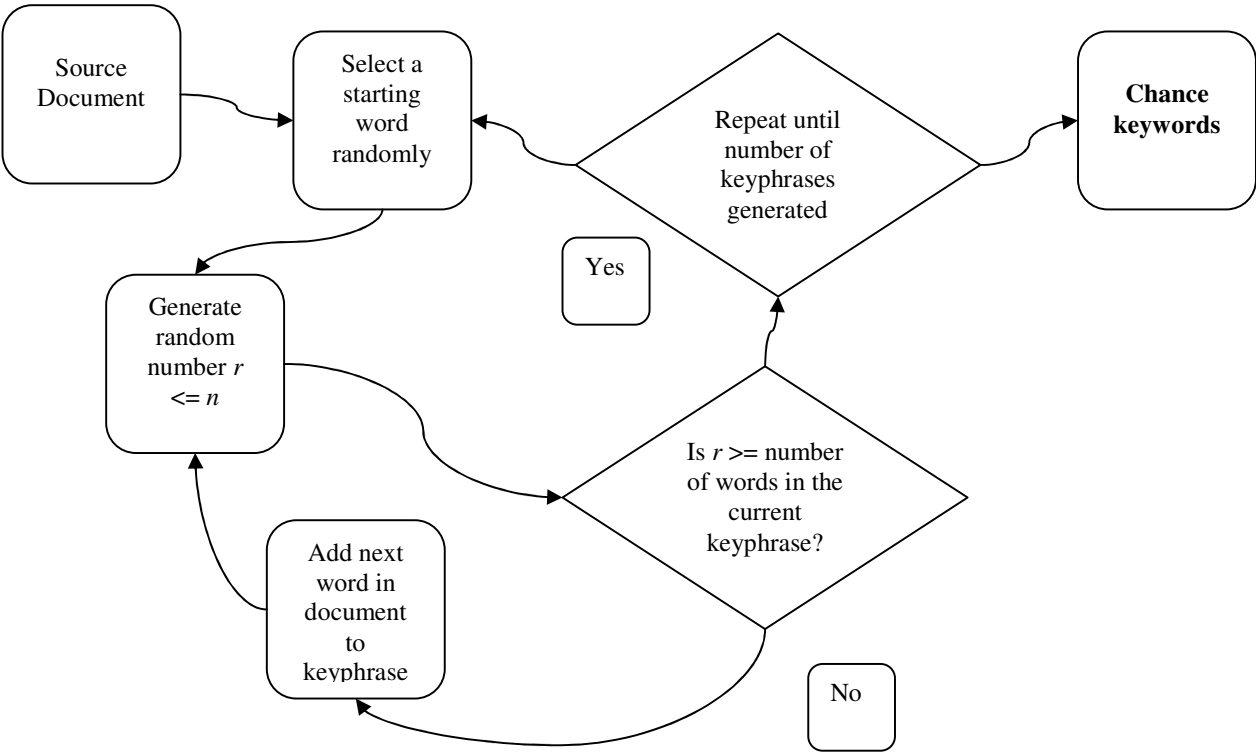 Source
Document
Select a
starting
word
randomly
Repeat until
number of
keyphrases
generated
Chance
keywords
Yes
Generate
random
number r
<= n
Is r >= number
of words in the
current
keyphrase?
Add next
word in
document
to
keyphrase
No